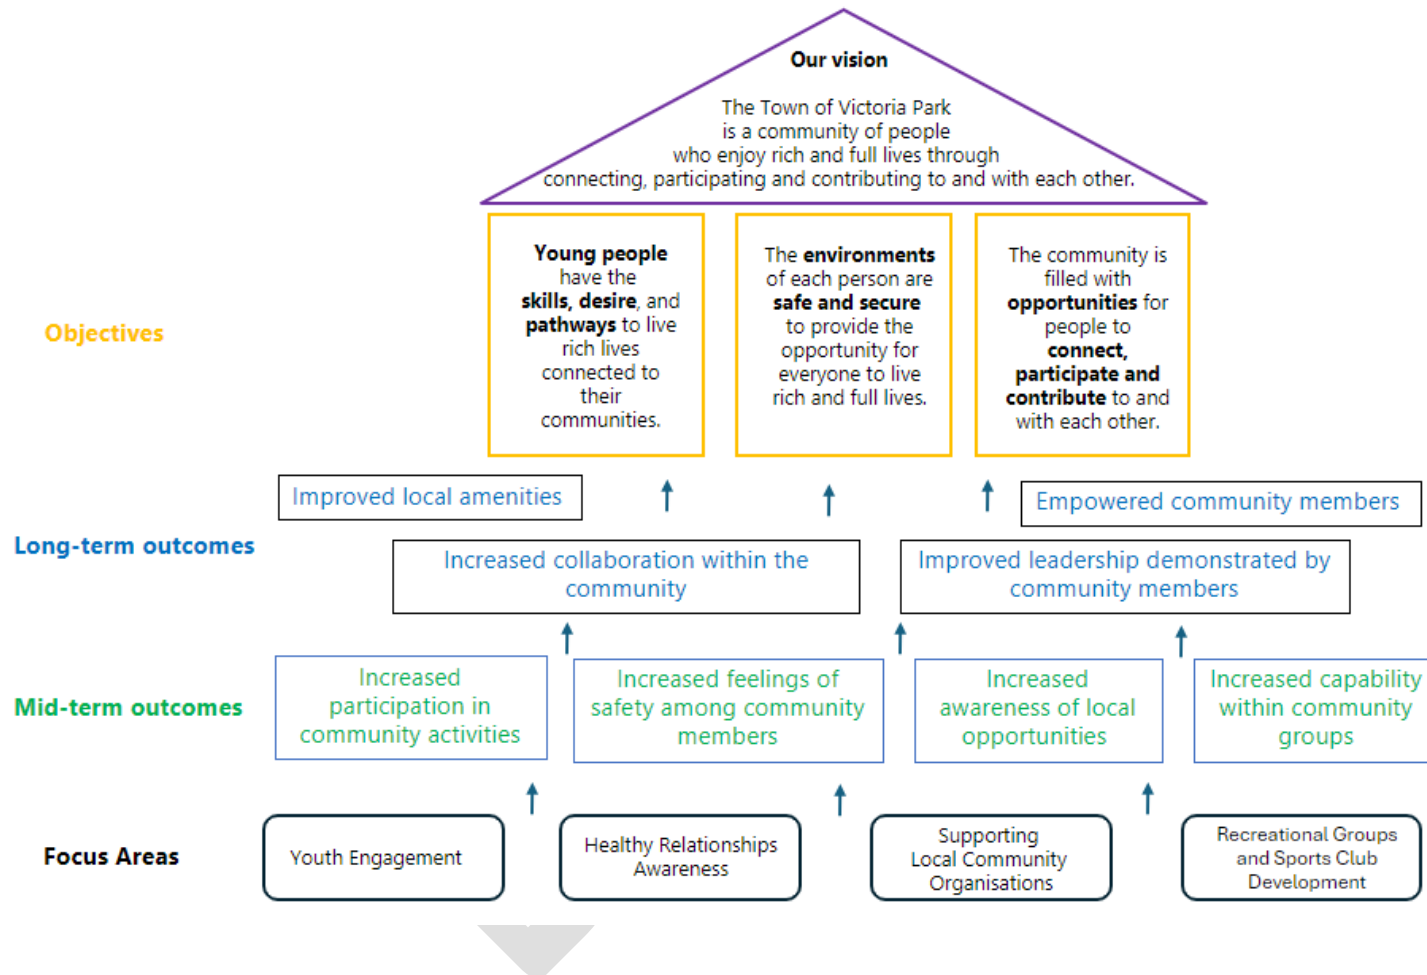 Our vision
The Town of Victoria Park
is a community of people
who enjoy rich and full lives through
connecting, participating and contributing to and with each other.
Objectives
Young people
have the
skills, desire, and
pathways to live
rich lives
connected to
their
communities.
The environments
of each person are
safe and secure
to provide the
opportunity for
everyone to live
rich and full lives.
The community is
filled with
opportunities for
people to
connect,
participate and
contribute to and
with each other.
Long-term outcomes
Improved local amenities
Empowered community members
Increased collaboration within the
community
Improved leadership demonstrated by
community members
Mid-term outcomes
Increased
participation in
community activities
Increased feelings of
safety among community
members
Increased
awareness of local
opportunities
Increased capability
within community
groups
Focus Areas
Youth Engagement
Healthy Relationships
Awareness
Supporting
Local Community
Organisations
Recreational Groups
and Sports Club
Development